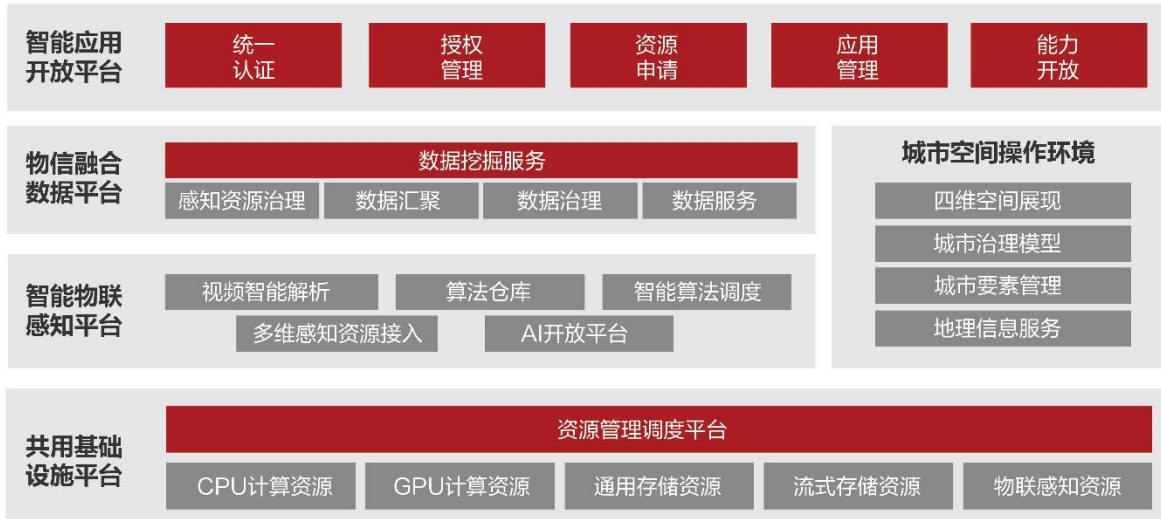 智能应用
开放平台
统一
认证
授权
管理
资源
申请
应用
管理
能力
开放
物信融合
数据平台
数据挖掘服务
感知资源治理
数据汇聚
数据治理
数据服务
智能物联
感知平台
视频智能解析
算法仓库
智能算法调度
多维感知资源接入
AI开放平台
城市空间操作环境
四维空间展现
城市治理模型
城市要素管理
地理信息服务
共用基础
设施平台
资源管理调度平台
CPU计算资源
GPU计算资源
通用存储资源
流式存储资源
物联感知资源